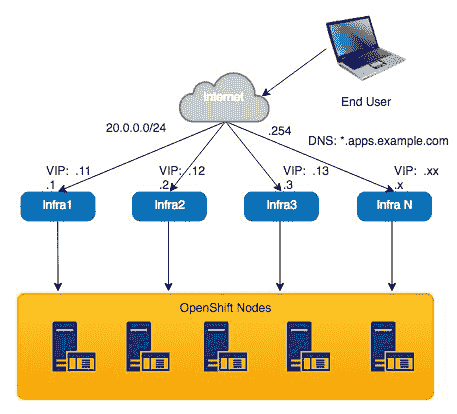 Internet
End User
20.0.0.0/24
.254
DNS: *.apps.example.com
VIP: .11
VIP: .12
VIP: .13
VIP: .xx
.1
.2
.3
.x
Infra1
Infra2
Infra3
Infra N
OpenShift Nodes